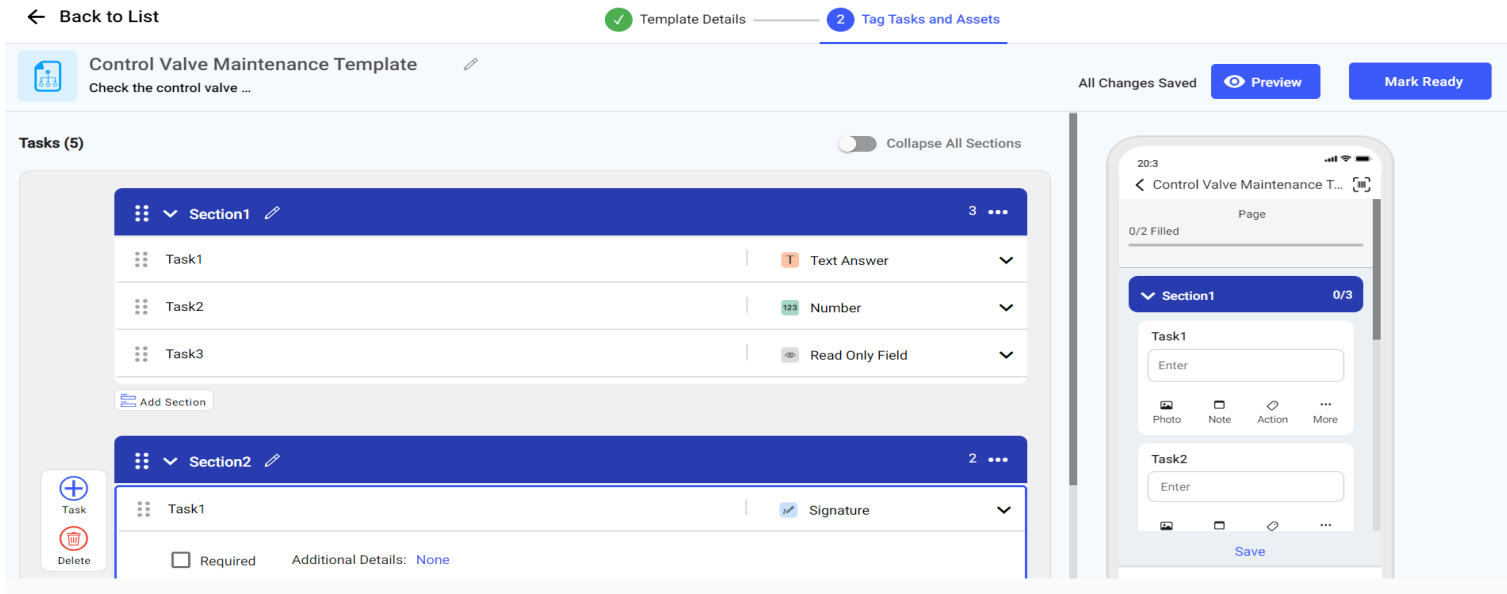 Back to List
Template Details
2 Tag Tasks and Assets
Control Valve Maintenance Template
Check the control valve ...
All Changes Saved
Preview
Mark Ready
Tasks (5)
Collapse All Sections
Section1
3
Task1
T Text Answer
Task2
123 Number
Task3
Read Only Field
Add Section
Section2
2
Task1
Signature
Required
Additional Details: None
Task
Delete
20:3
Control Valve Maintenance T...
Page
0/2 Filled
Section1 0/3
Task1
Enter
Photo Note Action More
Task2
Enter
Save